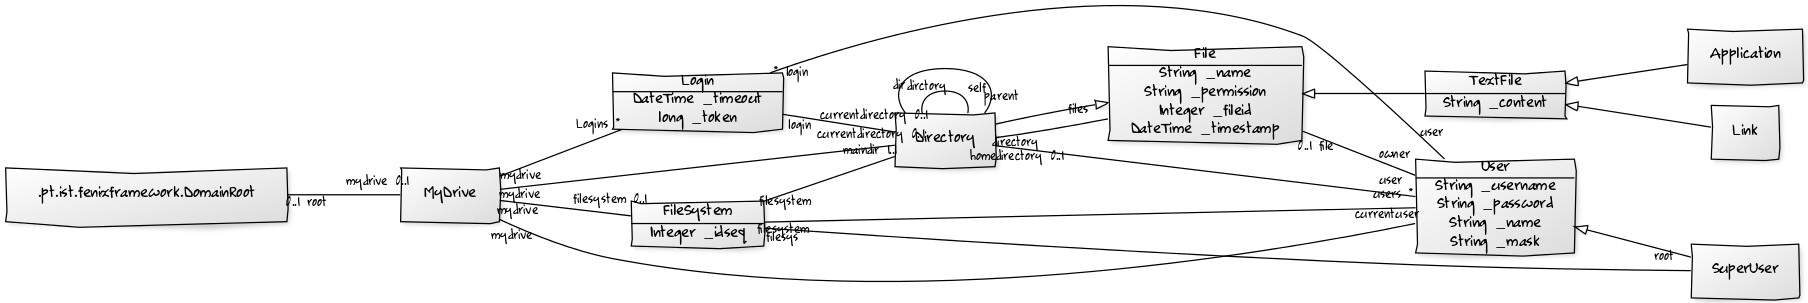 .pt.ist.fenixframework.DomainRoot
0..1 root
mydrive 0..1
MyDrive
Logins *
mydrive
mydrive
mydrive
mydrive
Login
DateTime _timeout
long _token
* login
login
filesystem 0..1
FileSystem
Integer _idseq
filesystem
filesystem
filesys
currentdirectory 0..1
currentdirectory
maindir 1..
Directory
self
parent
directory
homedirectory 0..1
files
File
String _name
String _permission
Integer _fileid
DateTime _timestamp
0..1 file
owner
user
user
users *
currentuser
TextFile
String _content
User
String _username
String _password
String _name
String _mask
root
Application
Link
SuperUser